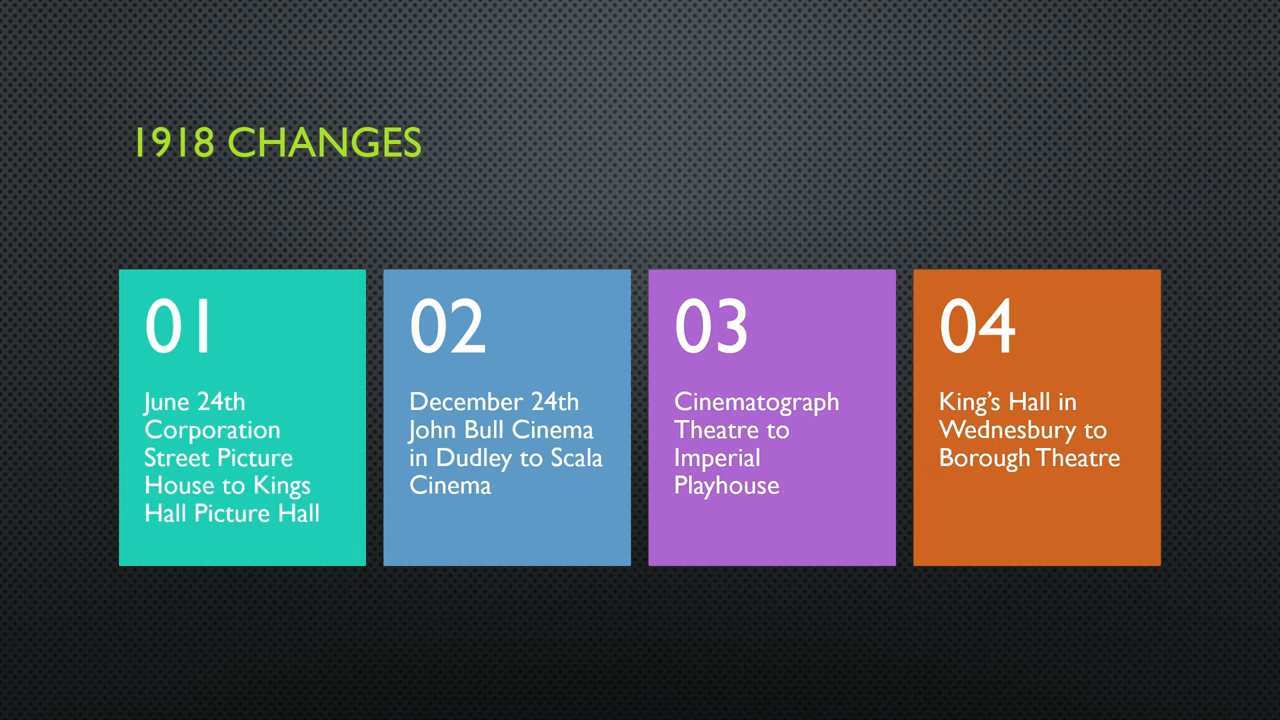 1918 CHANGES
01
June 24th
Corporation
Street Picture
House to Kings
Hall Picture Hall
02
December 24th
John Bull Cinema
in Dudley to Scala
Cinema
03
Cinematograph
Theatre to
Imperial
Playhouse
04
King’s Hall in
Wednesbury to
Borough Theatre